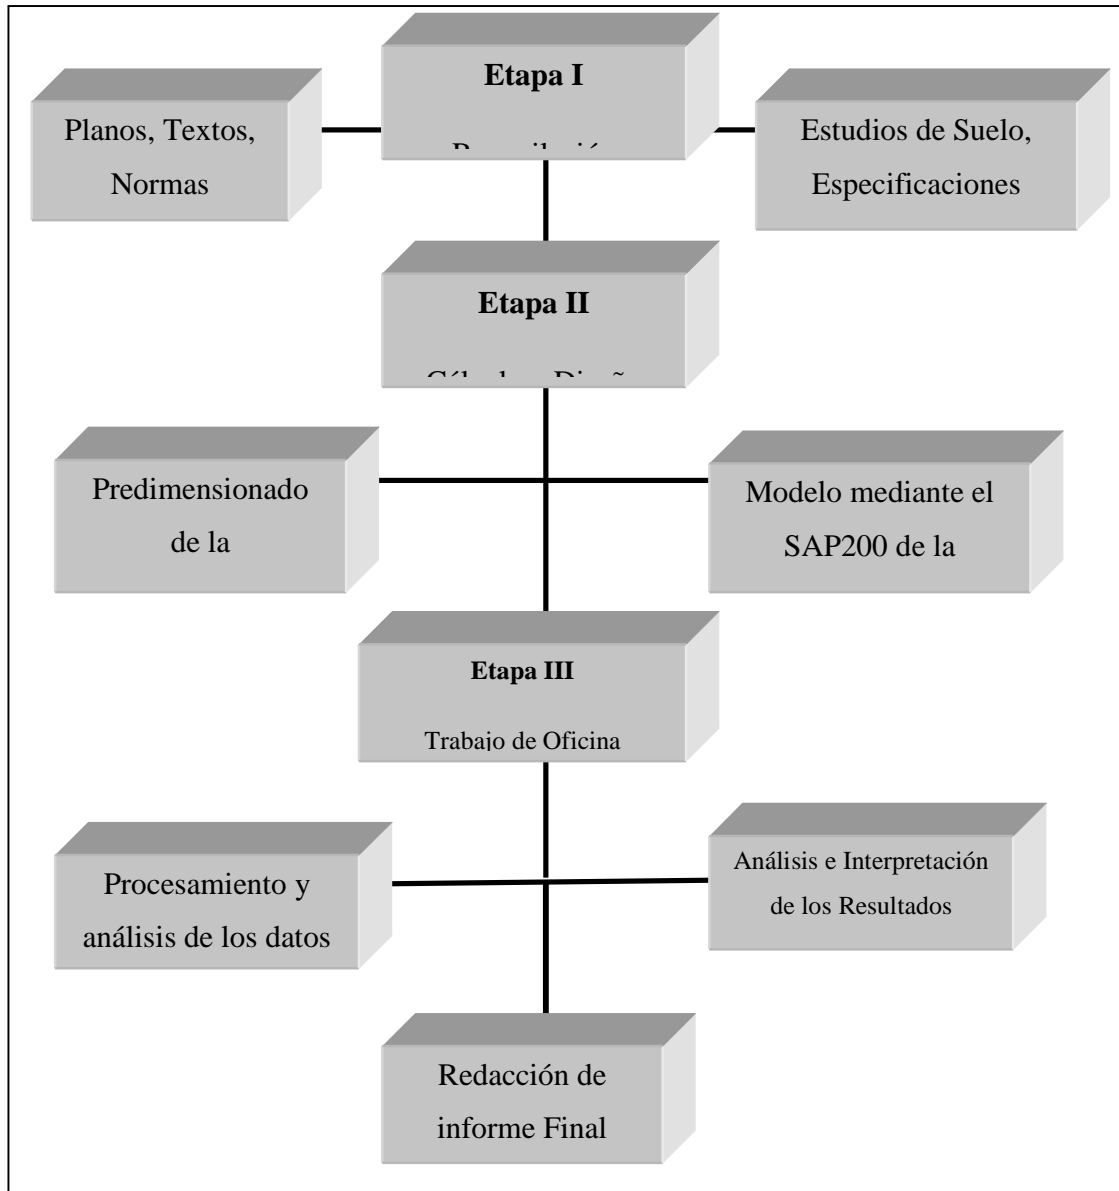 Etapa I
Planos, Textos,
Normas
Estudios de Suelo,
Especificaciones
Etapa II
Predimensionado
de la
Modelo mediante el
SAP200 de la
Etapa III
Trabajo de Oficina
Procesamiento y
análisis de los datos
Análisis e Interpretación
de los Resultados
Redacción de
informe Final